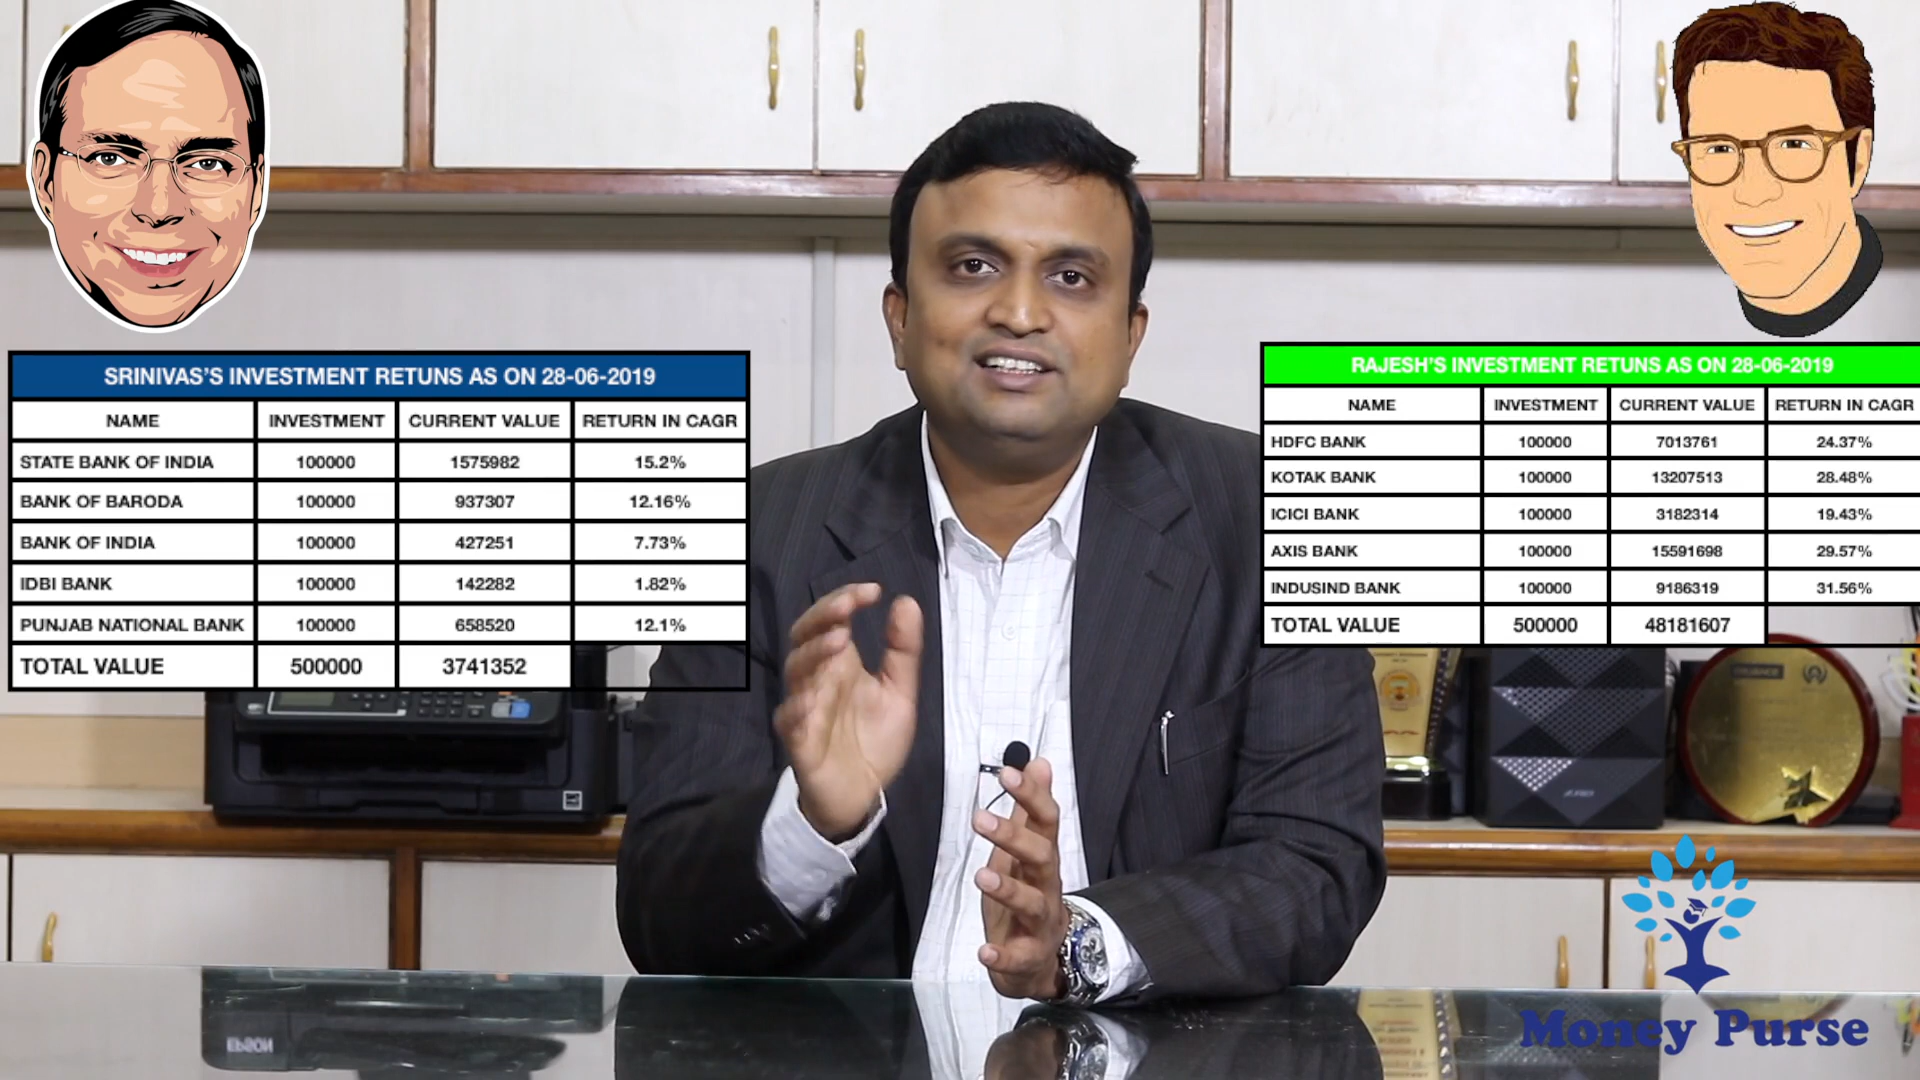 SRINIVAS'S INVESTMENT RETUNS AS ON 28-06-2019
NAME INVESTMENT CURRENT VALUE RETURN IN CAGR
STATE BANK OF INDIA 100000 1575982 15.2%
BANK OF BARODA 100000 937307 12.16%
BANK OF INDIA 100000 427251 7.73%
IDBI BANK 100000 142282 1.82%
PUNJAB NATIONAL BANK 100000 658520 12.1%
TOTAL VALUE 500000 3741352
RAJESH'S INVESTMENT RETUNS AS ON 28-06-2019
NAME INVESTMENT CURRENT VALUE RETURN IN CAGR
HDFC BANK 100000 7013761 24.37%
KOTAK BANK 100000 13207513 28.48%
ICICI BANK 100000 3182314 19.43%
AXIS BANK 100000 15591698 29.57%
INDUSIND BANK 100000 9186319 31.56%
TOTAL VALUE 500000 48181607
EPSON
Money Purse